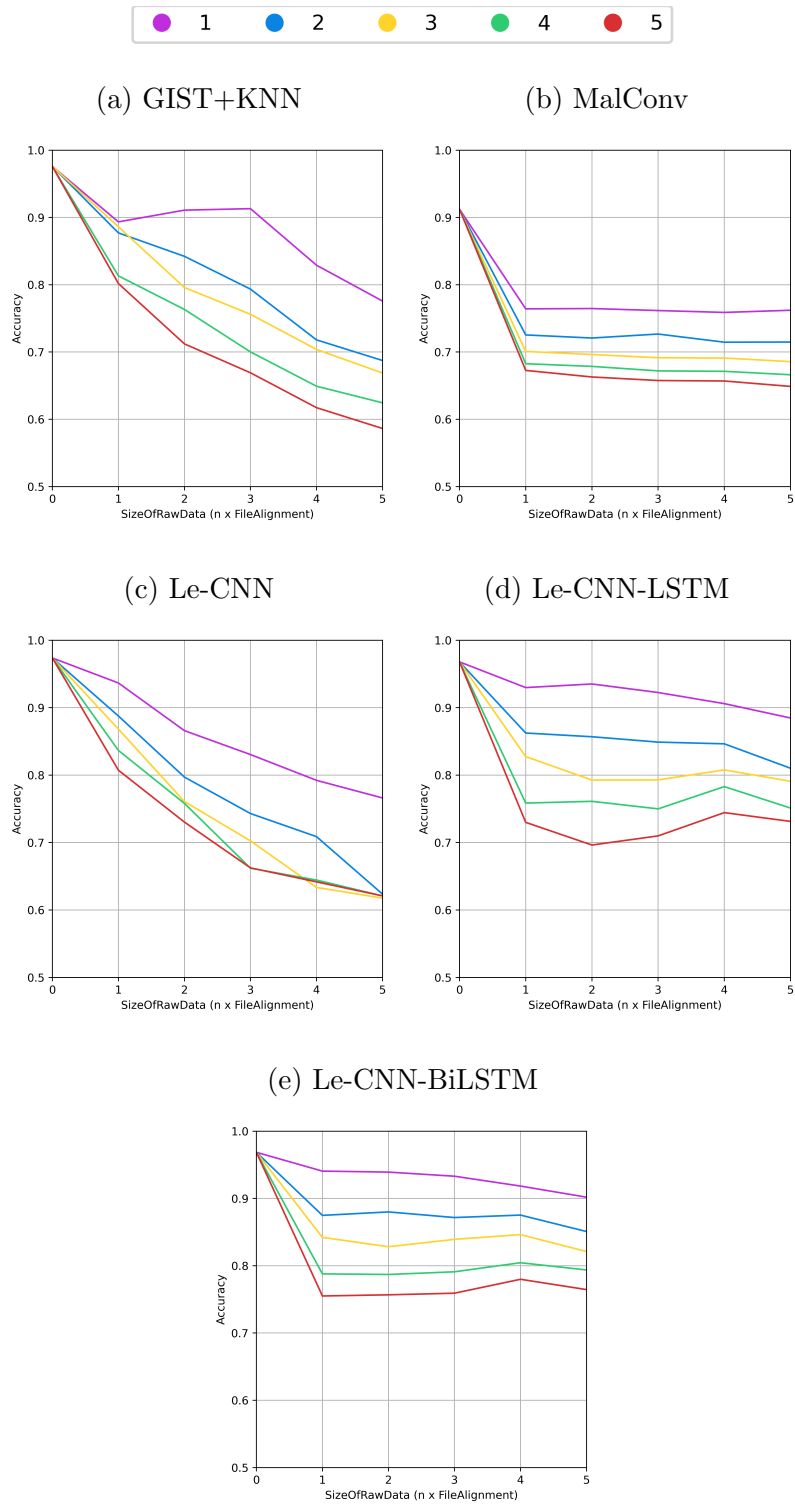 1 2 3 4 5
(a) GIST+KNN
(b) MalConv
1.0
0.9
0.8
0.7
0.6
0.5
Accuracy
0 1 2 3 4 5
SizeOfRawData (n x FileAlignment)
1.0
0.9
0.8
0.7
0.6
0.5
Accuracy
0 1 2 3 4 5
SizeOfRawData (n x FileAlignment)
(c) Le-CNN
(d) Le-CNN-LSTM
1.0
0.9
0.8
0.7
0.6
0.5
Accuracy
0 1 2 3 4 5
SizeOfRawData (n x FileAlignment)
1.0
0.9
0.8
0.7
0.6
0.5
Accuracy
0 1 2 3 4 5
SizeOfRawData (n x FileAlignment)
(e) Le-CNN-BiLSTM
1.0
0.9
0.8
0.7
0.6
0.5
Accuracy
0 1 2 3 4 5
SizeOfRawData (n x FileAlignment)